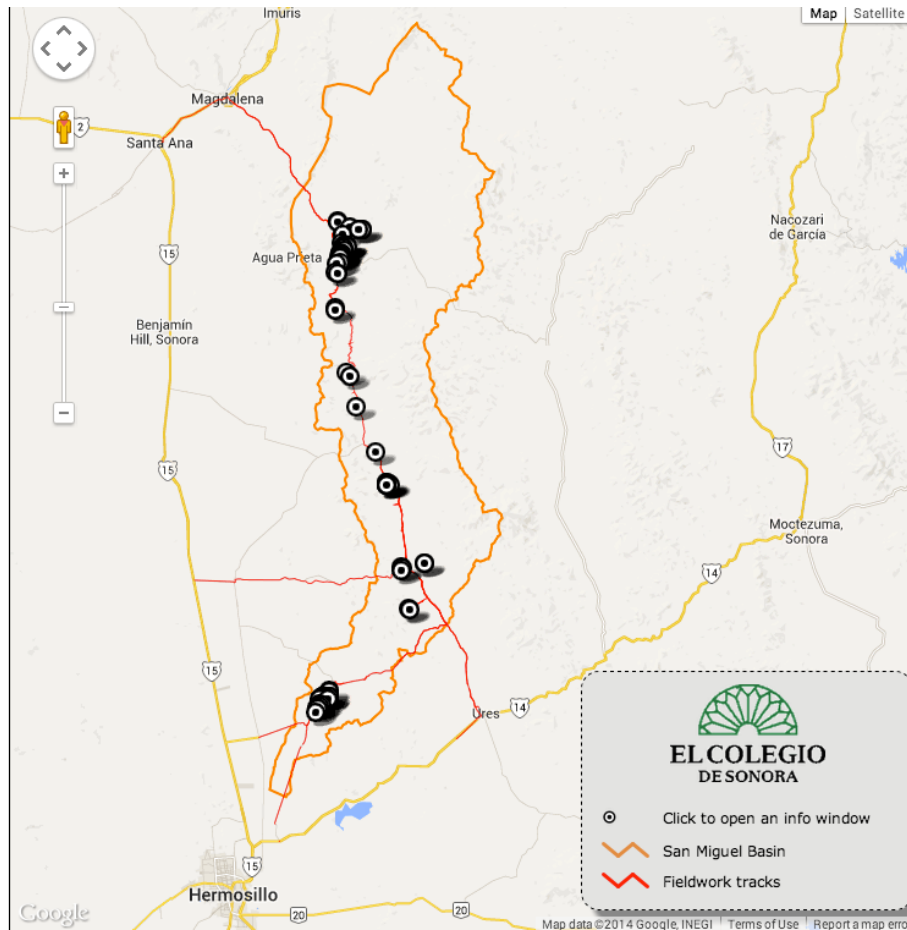 Imuris
Map
Satellite
Magdalena
2
Santa Ana
Nacozari
de García
15
Agua Prieta
Benjamín
Hill, Sonora
17
15
Moctezuma,
Sonora
14
15
Ures
14
EL COLEGIO
DE SONORA
Click to open an info window
San Miguel Basin
Fieldwork tracks
15
Hermosillo
20
20
Google
Map data ©2014 Google, INEGI
Terms of Use
Report a map erro